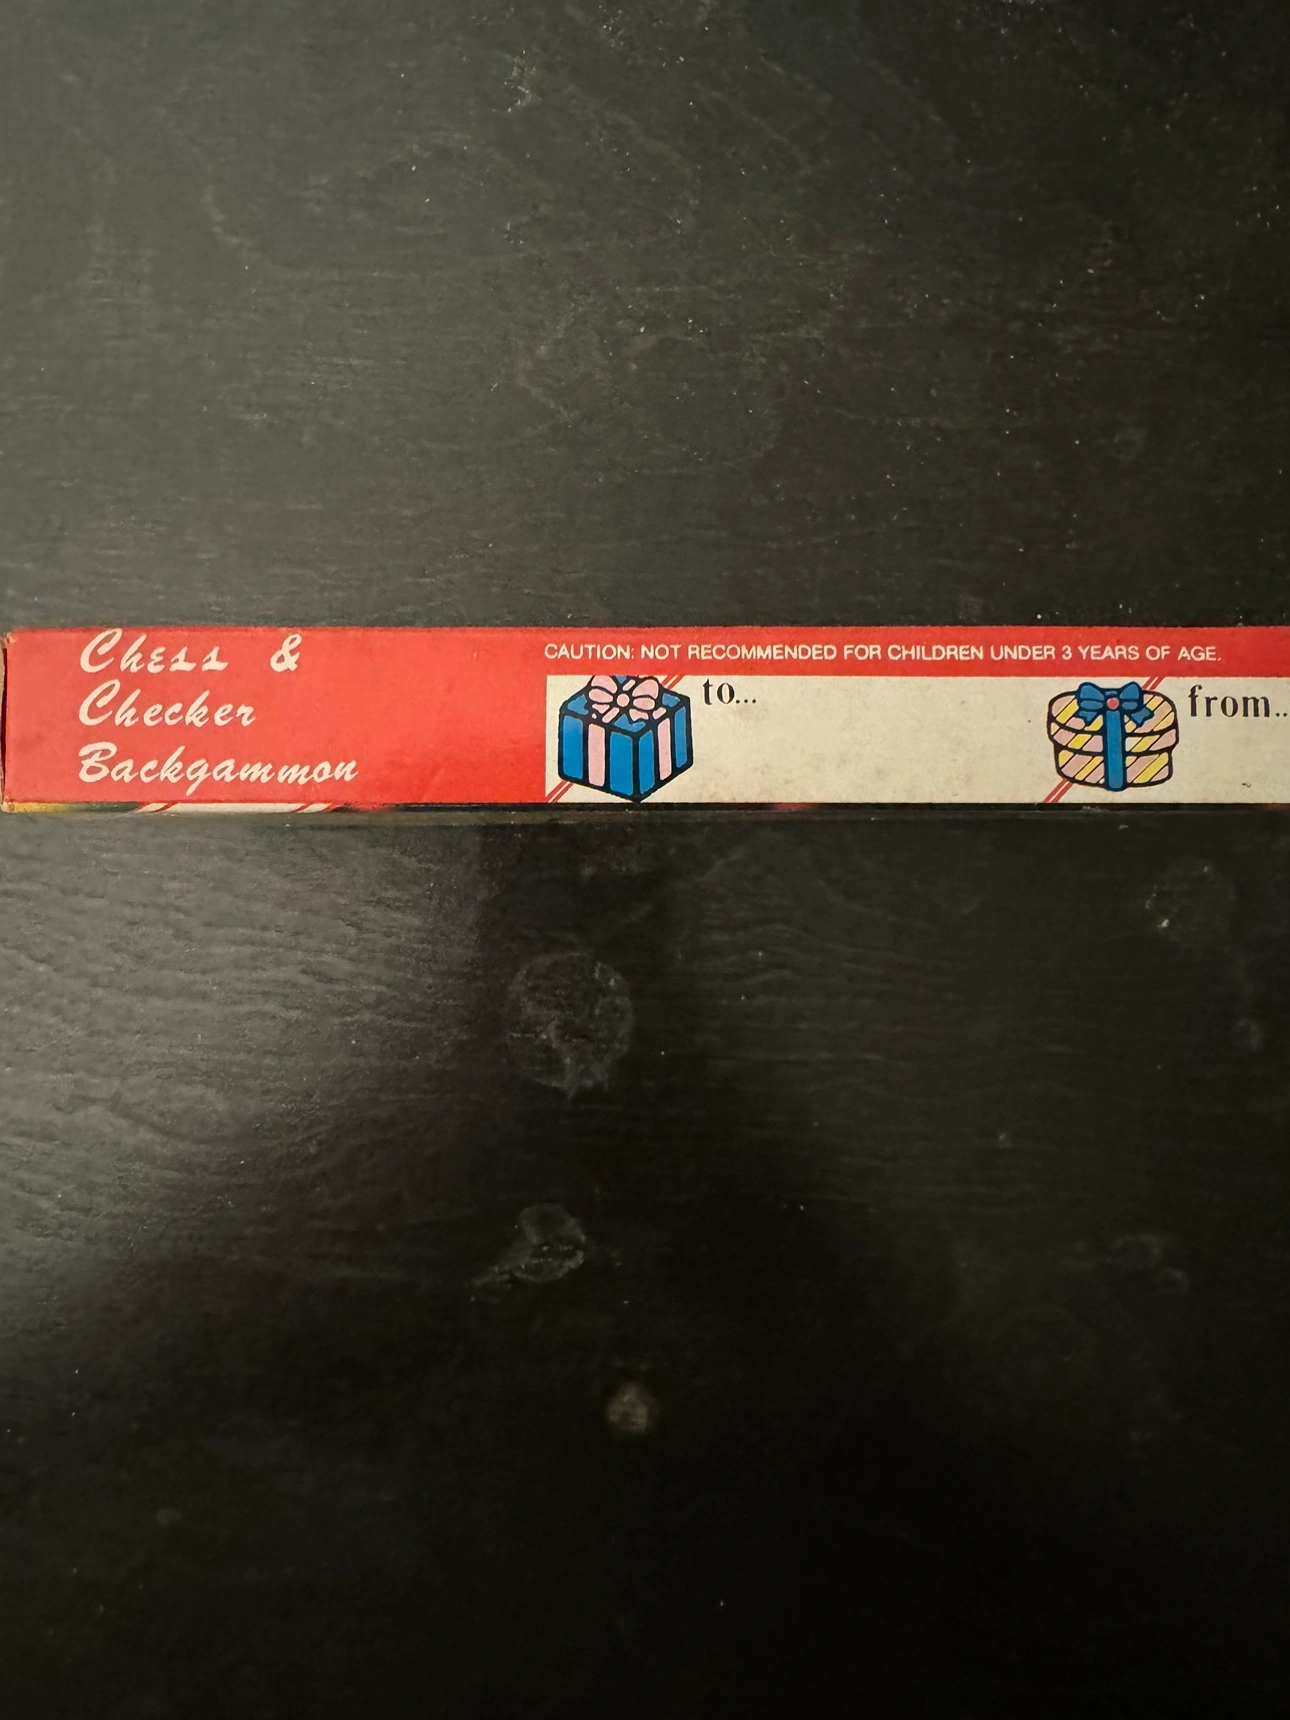 Chess &
Checker
Backgammon
CAUTION: NOT RECOMMENDED FOR CHILDREN UNDER 3 YEARS OF AGE.
to...
from..